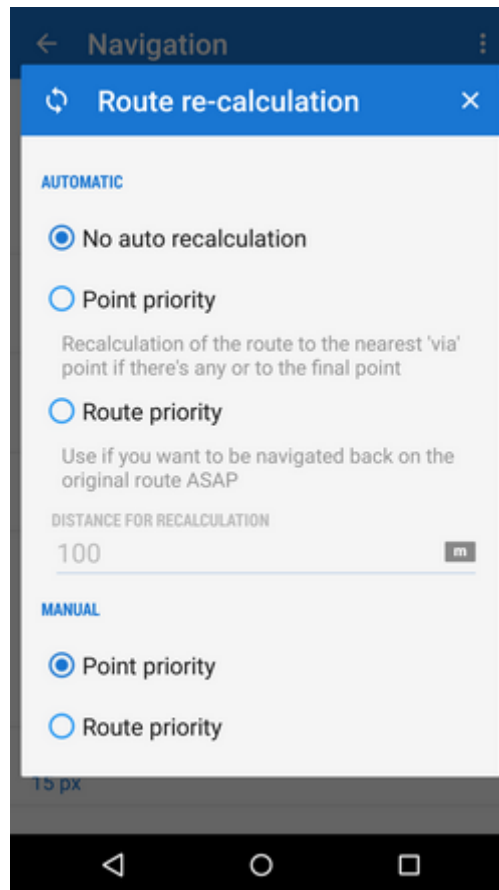 Navigation
Route re-calculation
AUTOMATIC
No auto recalculation
Point priority
Recalculation of the route to the nearest 'via'
point if there's any or to the final point
Route priority
Use if you want to be navigated back on the
original route ASAP
DISTANCE FOR RECALCULATION
100 m
MANUAL
Point priority
Route priority
15 px